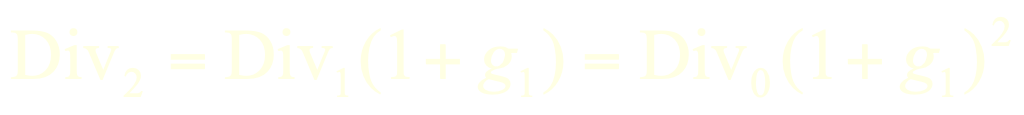 Div₂ = Div₁(1 + g₁) = Div₀(1 + g₁)²